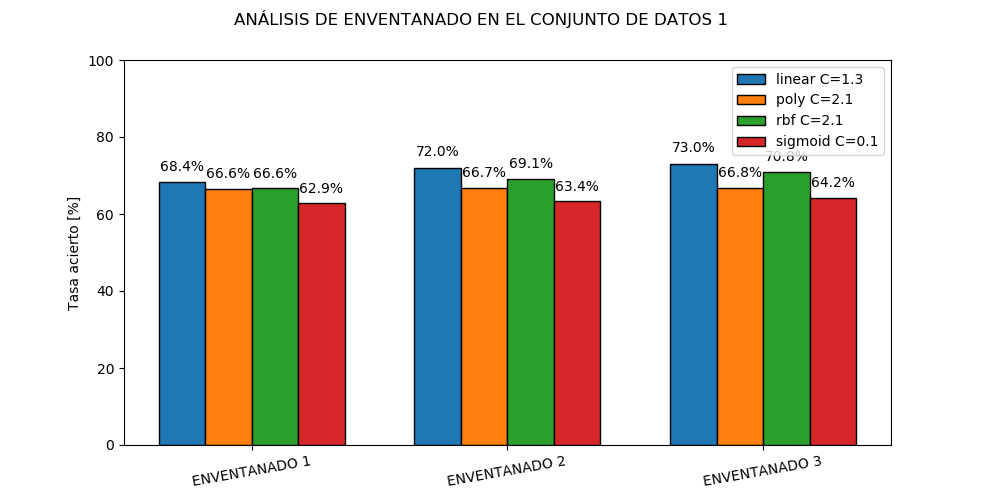 ANÁLISIS DE ENVENTANADO EN EL CONJUNTO DE DATOS 1
Tasa acierto [%]
100
80
60
40
20
0
linear C=1.3
poly C=2.1
rbf C=2.1
sigmoid C=0.1
68.4%
66.6%
66.6%
62.9%
72.0%
66.7%
69.1%
63.4%
73.0%
66.8%
70.8%
64.2%
ENVENTANADO 1
ENVENTANADO 2
ENVENTANADO 3